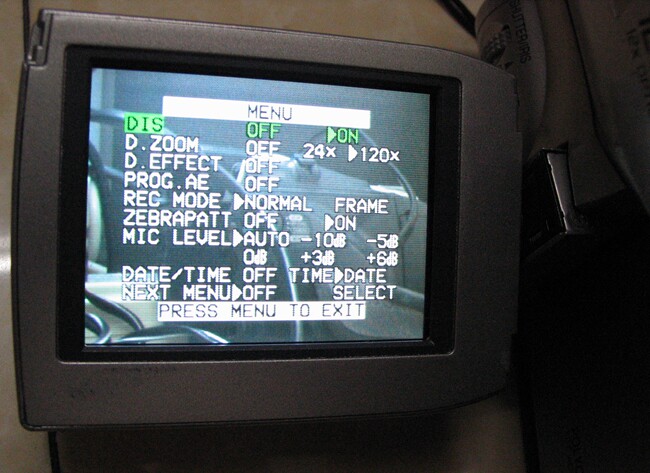 MENU
DIS OFF ▷ON
D.ZOOM OFF 24× ▷120×
D.EFFECT OFF
PROG.AE OFF
REC MODE ▷NORMAL FRAME
ZEBRAPATT OFF ▷ON
MIC LEVEL▷AUTO -10dB -5dB
0dB +3dB +6dB
DATE/TIME OFF TIME▷DATE
NEXT MENU▷OFF SELECT
PRESS MENU TO EXIT